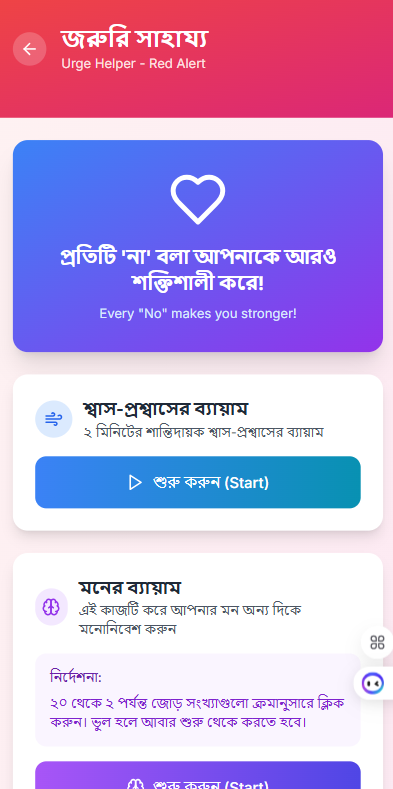 জরুরি সাহায্য
Urge Helper - Red Alert
প্রতিটি 'না' বলা আপনাকে আরও
শক্তিশালী করে!
Every "No" makes you stronger!
শ্বাস-প্রশ্বাসের ব্যায়াম
২ মিনিটের শান্তিদায়ক শ্বাস-প্রশ্বাসের ব্যায়াম
শুরু করুন (Start)
মনের ব্যায়াম
এই কাজটি করে আপনার মন অন্য দিকে
মনোনিবেশ করুন
নির্দেশনা:
২০ থেকে ২ পর্যন্ত জোড় সংখ্যাগুলো ক্রমানুসারে ক্লিক
করুন। ভুল হলে আবার শুরু থেকে করতে হবে।
শুরু করুন (Start)